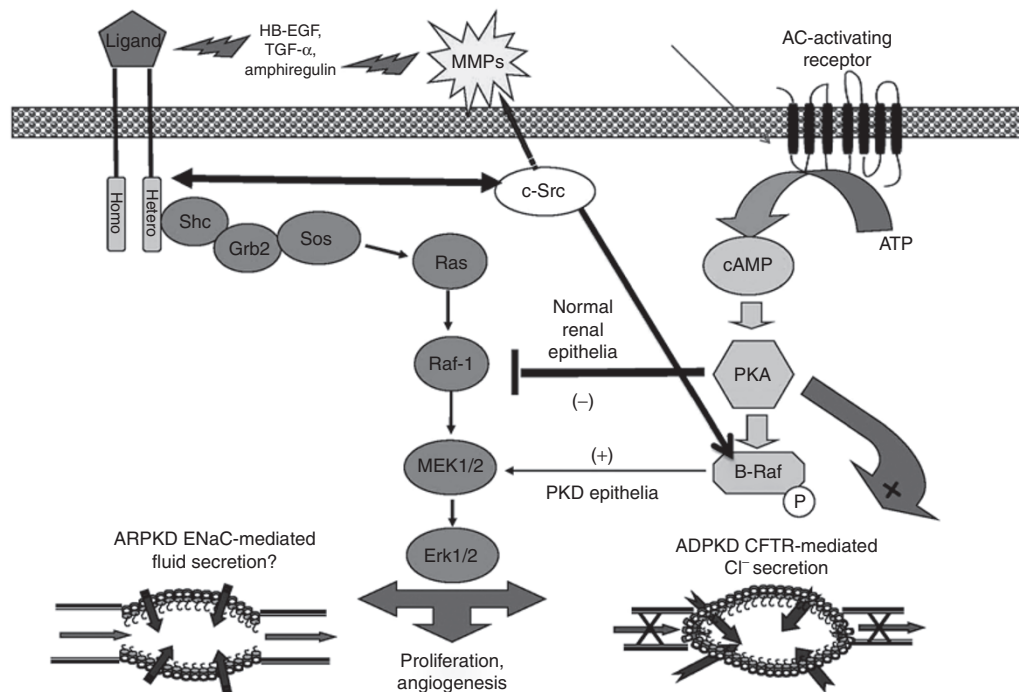 Ligand
HB-EGF,
TGF-α,
amphiregulin
MMPs
AC-activating
receptor
Homo
Hetero
Shc
Grb2
Sos
c-Src
ATP
cAMP
Ras
Normal
renal
epithelia
Raf-1
PKA
(–)
MEK1/2
(+)
PKD epithelia
B-Raf
P
Erk1/2
ARPKD ENaC-mediated
fluid secretion?
ADPKD CFTR-mediated
Cl⁻ secretion
Proliferation,
angiogenesis